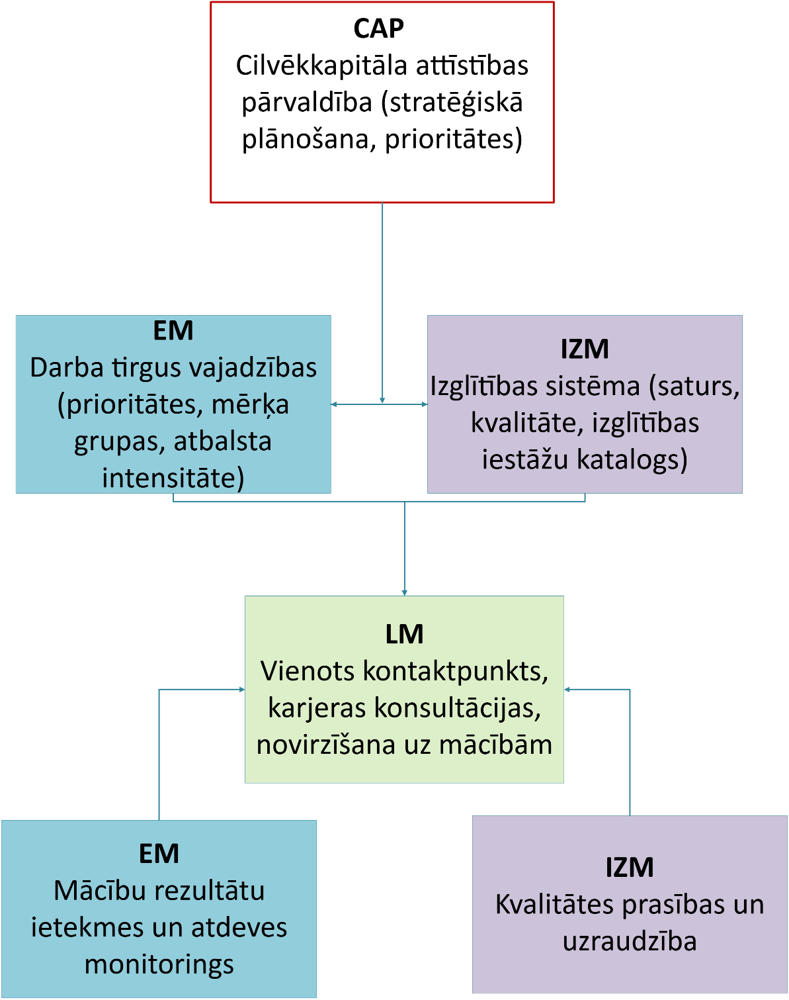 CAP
Cilvēkkapitāla attīstības
pārvaldība (stratēģiskā
plānošana, prioritātes)
EM
Darba tirgus vajadzības
(prioritātes, mērķa
grupas, atbalsta
intensitāte)
IZM
Izglītības sistēma (saturs,
kvalitāte, izglītības
iestāžu katalogs)
LM
Vienots kontaktpunkts,
karjeras konsultācijas,
novirzīšana uz mācībām
EM
Mācību rezultātu
ietekmes un atdeves
monitorings
IZM
Kvalitātes prasības un
uzraudzība